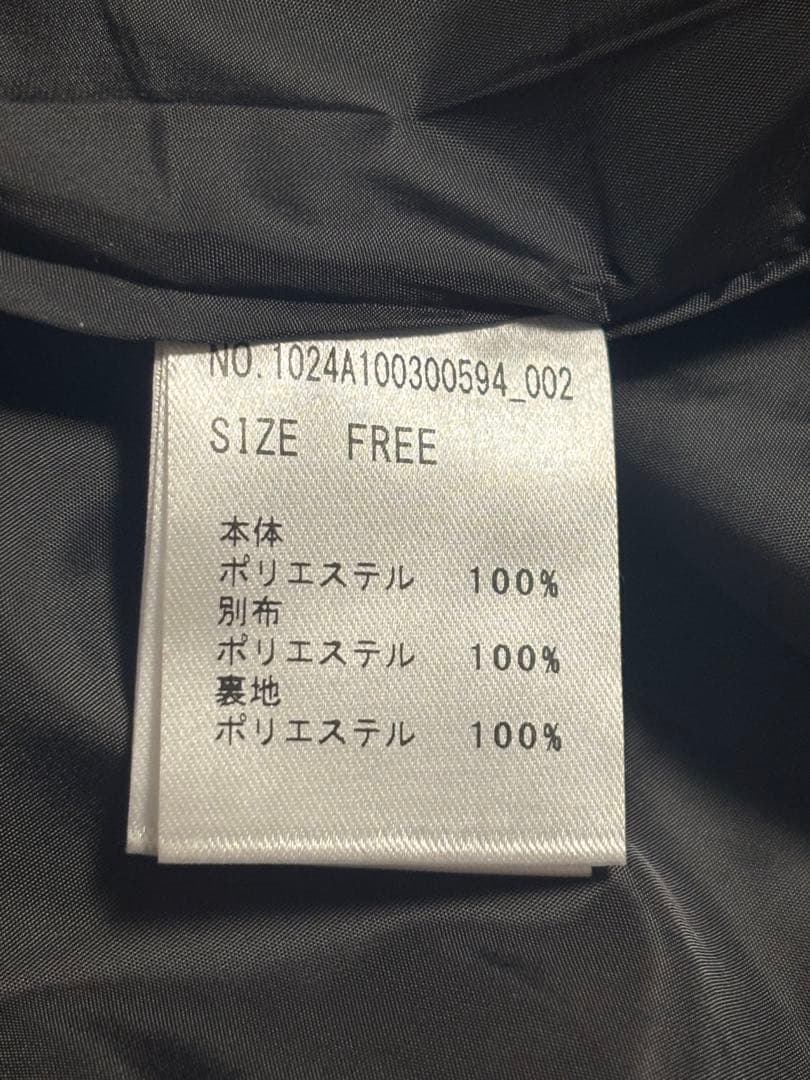 NO.1024A100300594_002
SIZE FREE
本体
ポリエステル 100%
別布
ポリエステル 100%
裏地
ポリエステル 100%